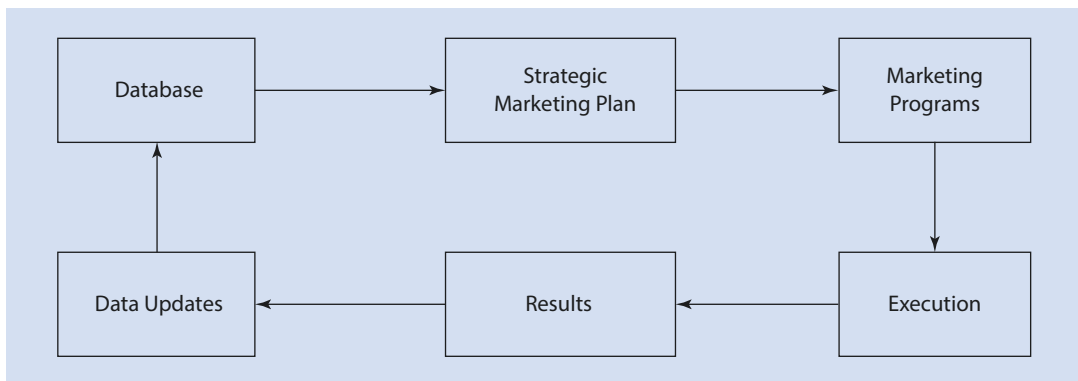 Database
Strategic
Marketing Plan
Marketing
Programs
Data Updates
Results
Execution